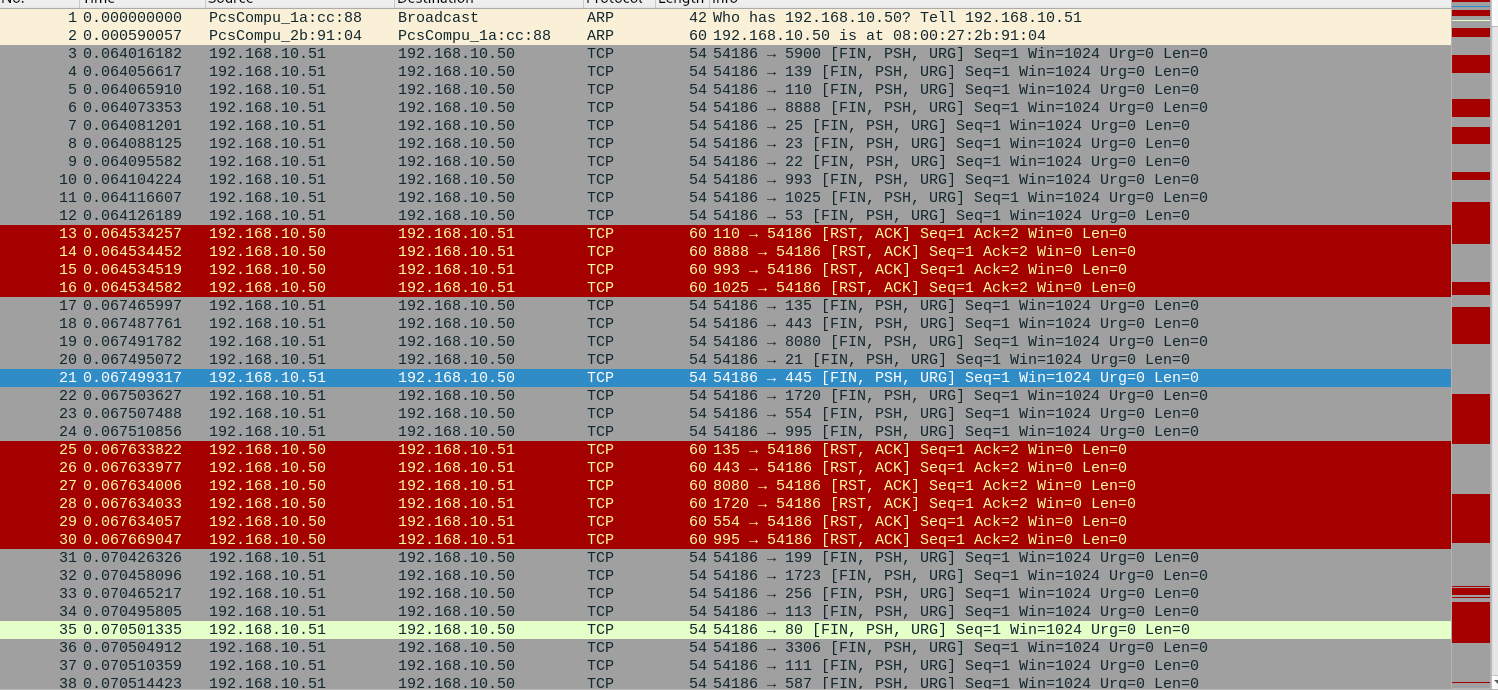 No. Time Source Destination Protocol Length Info
1 0.000000000 PcsCompu_1a:cc:88 Broadcast ARP 42 Who has 192.168.10.50? Tell 192.168.10.51
2 0.000590057 PcsCompu_2b:91:04 PcsCompu_1a:cc:88 ARP 60 192.168.10.50 is at 08:00:27:2b:91:04
3 0.064016182 192.168.10.51 192.168.10.50 TCP 54 54186 → 5900 [FIN, PSH, URG] Seq=1 Win=1024 Urg=0 Len=0
4 0.064056617 192.168.10.51 192.168.10.50 TCP 54 54186 → 139 [FIN, PSH, URG] Seq=1 Win=1024 Urg=0 Len=0
5 0.064065910 192.168.10.51 192.168.10.50 TCP 54 54186 → 110 [FIN, PSH, URG] Seq=1 Win=1024 Urg=0 Len=0
6 0.064073353 192.168.10.51 192.168.10.50 TCP 54 54186 → 8888 [FIN, PSH, URG] Seq=1 Win=1024 Urg=0 Len=0
7 0.064081201 192.168.10.51 192.168.10.50 TCP 54 54186 → 25 [FIN, PSH, URG] Seq=1 Win=1024 Urg=0 Len=0
8 0.064088125 192.168.10.51 192.168.10.50 TCP 54 54186 → 23 [FIN, PSH, URG] Seq=1 Win=1024 Urg=0 Len=0
9 0.064095582 192.168.10.51 192.168.10.50 TCP 54 54186 → 22 [FIN, PSH, URG] Seq=1 Win=1024 Urg=0 Len=0
10 0.064104224 192.168.10.51 192.168.10.50 TCP 54 54186 → 993 [FIN, PSH, URG] Seq=1 Win=1024 Urg=0 Len=0
11 0.064116607 192.168.10.51 192.168.10.50 TCP 54 54186 → 1025 [FIN, PSH, URG] Seq=1 Win=1024 Urg=0 Len=0
12 0.064126189 192.168.10.51 192.168.10.50 TCP 54 54186 → 53 [FIN, PSH, URG] Seq=1 Win=1024 Urg=0 Len=0
13 0.064534257 192.168.10.50 192.168.10.51 TCP 60 110 → 54186 [RST, ACK] Seq=1 Ack=2 Win=0 Len=0
14 0.064534452 192.168.10.50 192.168.10.51 TCP 60 8888 → 54186 [RST, ACK] Seq=1 Ack=2 Win=0 Len=0
15 0.064534519 192.168.10.50 192.168.10.51 TCP 60 993 → 54186 [RST, ACK] Seq=1 Ack=2 Win=0 Len=0
16 0.064534582 192.168.10.50 192.168.10.51 TCP 60 1025 → 54186 [RST, ACK] Seq=1 Ack=2 Win=0 Len=0
17 0.067465997 192.168.10.51 192.168.10.50 TCP 54 54186 → 135 [FIN, PSH, URG] Seq=1 Win=1024 Urg=0 Len=0
18 0.067487761 192.168.10.51 192.168.10.50 TCP 54 54186 → 443 [FIN, PSH, URG] Seq=1 Win=1024 Urg=0 Len=0
19 0.067491782 192.168.10.51 192.168.10.50 TCP 54 54186 → 8080 [FIN, PSH, URG] Seq=1 Win=1024 Urg=0 Len=0
20 0.067495072 192.168.10.51 192.168.10.50 TCP 54 54186 → 21 [FIN, PSH, URG] Seq=1 Win=1024 Urg=0 Len=0
21 0.067499317 192.168.10.51 192.168.10.50 TCP 54 54186 → 445 [FIN, PSH, URG] Seq=1 Win=1024 Urg=0 Len=0
22 0.067503627 192.168.10.51 192.168.10.50 TCP 54 54186 → 1720 [FIN, PSH, URG] Seq=1 Win=1024 Urg=0 Len=0
23 0.067507488 192.168.10.51 192.168.10.50 TCP 54 54186 → 554 [FIN, PSH, URG] Seq=1 Win=1024 Urg=0 Len=0
24 0.067510856 192.168.10.51 192.168.10.50 TCP 54 54186 → 995 [FIN, PSH, URG] Seq=1 Win=1024 Urg=0 Len=0
25 0.067633822 192.168.10.50 192.168.10.51 TCP 60 135 → 54186 [RST, ACK] Seq=1 Ack=2 Win=0 Len=0
26 0.067633977 192.168.10.50 192.168.10.51 TCP 60 443 → 54186 [RST, ACK] Seq=1 Ack=2 Win=0 Len=0
27 0.067634006 192.168.10.50 192.168.10.51 TCP 60 8080 → 54186 [RST, ACK] Seq=1 Ack=2 Win=0 Len=0
28 0.067634033 192.168.10.50 192.168.10.51 TCP 60 1720 → 54186 [RST, ACK] Seq=1 Ack=2 Win=0 Len=0
29 0.067634057 192.168.10.50 192.168.10.51 TCP 60 554 → 54186 [RST, ACK] Seq=1 Ack=2 Win=0 Len=0
30 0.067669047 192.168.10.50 192.168.10.51 TCP 60 995 → 54186 [RST, ACK] Seq=1 Ack=2 Win=0 Len=0
31 0.070426326 192.168.10.51 192.168.10.50 TCP 54 54186 → 199 [FIN, PSH, URG] Seq=1 Win=1024 Urg=0 Len=0
32 0.070458096 192.168.10.51 192.168.10.50 TCP 54 54186 → 1723 [FIN, PSH, URG] Seq=1 Win=1024 Urg=0 Len=0
33 0.070465217 192.168.10.51 192.168.10.50 TCP 54 54186 → 256 [FIN, PSH, URG] Seq=1 Win=1024 Urg=0 Len=0
34 0.070495805 192.168.10.51 192.168.10.50 TCP 54 54186 → 113 [FIN, PSH, URG] Seq=1 Win=1024 Urg=0 Len=0
35 0.070501335 192.168.10.51 192.168.10.50 TCP 54 54186 → 80 [FIN, PSH, URG] Seq=1 Win=1024 Urg=0 Len=0
36 0.070504912 192.168.10.51 192.168.10.50 TCP 54 54186 → 3306 [FIN, PSH, URG] Seq=1 Win=1024 Urg=0 Len=0
37 0.070510359 192.168.10.51 192.168.10.50 TCP 54 54186 → 111 [FIN, PSH, URG] Seq=1 Win=1024 Urg=0 Len=0
38 0.070514423 192.168.10.51 192.168.10.50 TCP 54 54186 → 587 [FIN, PSH, URG] Seq=1 Win=1024 Urg=0 Len=0